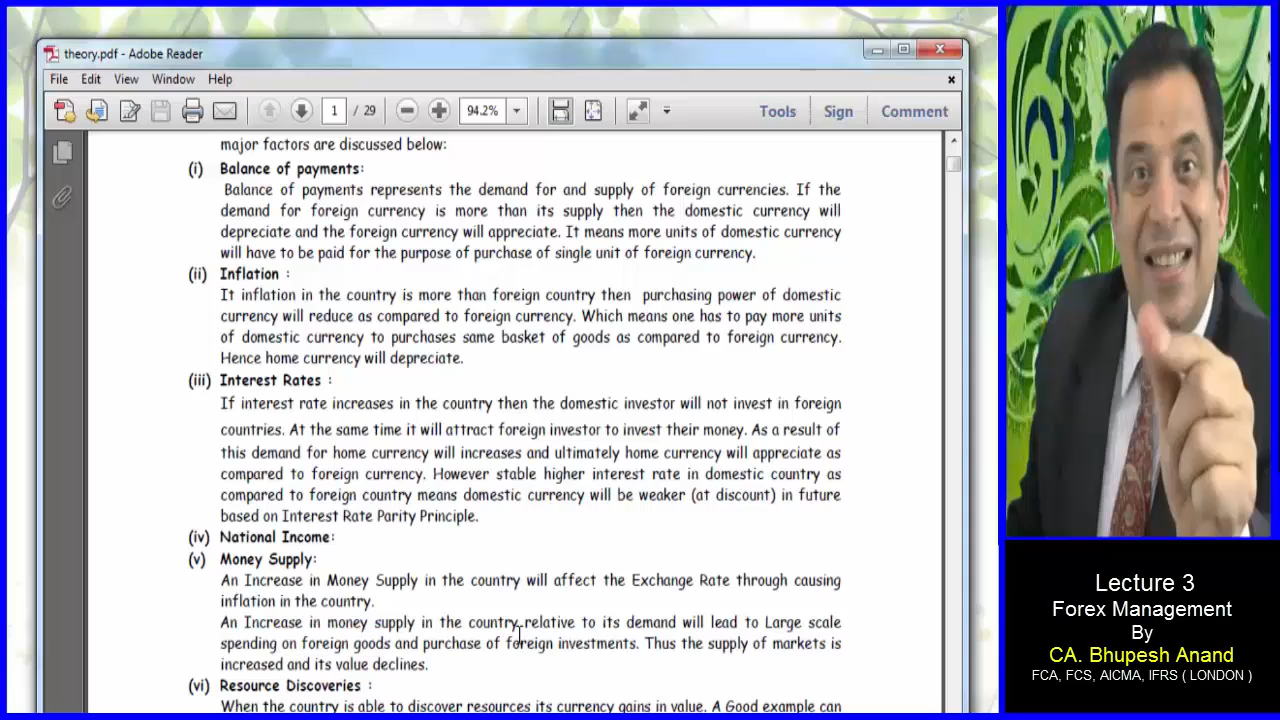 theory.pdf - Adobe Reader
File Edit View Window Help
1 / 29 94.2% Tools Sign Comment
major factors are discussed below:
(i) Balance of payments:
Balance of payments represents the demand for and supply of foreign currencies. If the
demand for foreign currency is more than its supply then the domestic currency will
depreciate and the foreign currency will appreciate. It means more units of domestic currency
will have to be paid for the purpose of purchase of single unit of foreign currency.
(ii) Inflation :
It inflation in the country is more than foreign country then purchasing power of domestic
currency will reduce as compared to foreign currency. Which means one has to pay more units
of domestic currency to purchases same basket of goods as compared to foreign currency.
Hence home currency will depreciate.
(iii) Interest Rates :
If interest rate increases in the country then the domestic investor will not invest in foreign
countries. At the same time it will attract foreign investor to invest their money. As a result of
this demand for home currency will increases and ultimately home currency will appreciate as
compared to foreign currency. However stable higher interest rate in domestic country as
compared to foreign country means domestic currency will be weaker (at discount) in future
based on Interest Rate Parity Principle.
(iv) National Income:
(v) Money Supply:
An Increase in Money Supply in the country will affect the Exchange Rate through causing
inflation in the country.
An Increase in money supply in the country relative to its demand will lead to Large scale
spending on foreign goods and purchase of foreign investments. Thus the supply of markets is
increased and its value declines.
(vi) Resource Discoveries :
When the country is able to discover resources its currency gains in value. A Good example can
Lecture 3
Forex Management
By
CA. Bhupesh Anand
FCA, FCS, AICMA, IFRS ( LONDON )